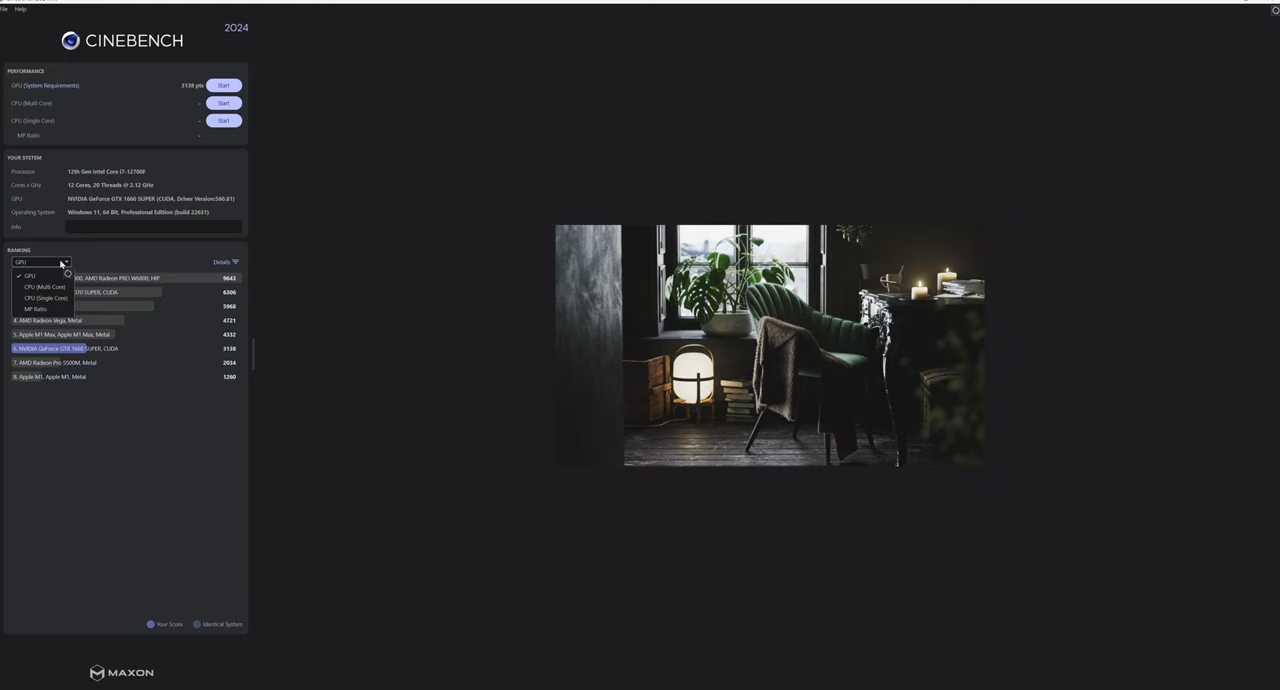 File Help
2024
CINEBENCH
PERFORMANCE
GPU (System Requirements) 3138 pts Start
CPU (Multi Core) - Start
CPU (Single Core) - Start
MP Ratio -
YOUR SYSTEM
Processor 12th Gen Intel Core i7-12700F
Cores x GHz 12 Cores, 20 Threads @ 2.12 GHz
GPU NVIDIA GeForce GTX 1660 SUPER (CUDA, Driver Version:560.81)
Operating System Windows 11, 64 Bit, Professional Edition (build 22631)
Info
RANKING
GPU Details
GPU
CPU (Multi Core)
CPU (Single Core)
MP Ratio
AMD Radeon PRO W6800, HIP 9643
SUPER, CUDA 6306
5968
4. AMD Radeon Vega, Metal 4721
5. Apple M1 Max, Apple M1 Max, Metal 4332
6. NVIDIA GeForce GTX 1660 SUPER, CUDA 3138
7. AMD Radeon Pro 5500M, Metal 2034
8. Apple M1, Apple M1, Metal 1260
Your Score Identical System
MAXON